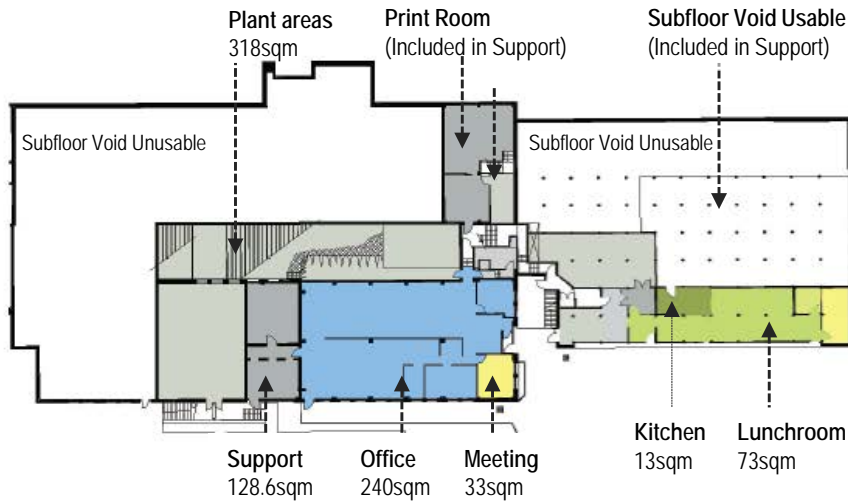 Plant areas
318sqm
Print Room
(Included in Support)
Subfloor Void Usable
(Included in Support)
Subfloor Void Unusable
Subfloor Void Unusable
Support
128.6sqm
Office
240sqm
Meeting
33sqm
Kitchen
13sqm
Lunchroom
73sqm